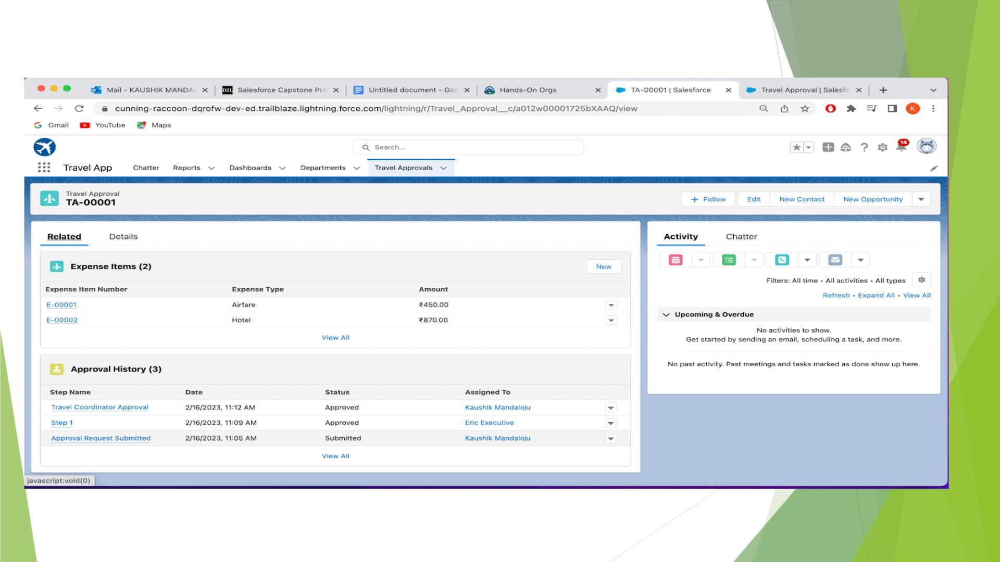 Mail - KAUSHIK MANDAL
D2L Salesforce Capstone Pro
Untitled document - Goo
Hands-On Orgs
TA-00001 | Salesforce
Travel Approval | Salesfo
cunning-raccoon-dqrofw-dev-ed.trailblaze.lightning.force.com/lightning/r/Travel_Approval__c/a012w00001725bXAAQ/view
K
Gmail YouTube Maps
Search...
14
Travel App Chatter Reports Dashboards Departments Travel Approvals
Travel Approval
TA-00001
+ Follow Edit New Contact New Opportunity
Related Details
Expense Items (2) New
Expense Item Number Expense Type Amount
E-00001 Airfare ₹450.00
E-00002 Hotel ₹870.00
View All
Approval History (3)
Step Name Date Status Assigned To
Travel Coordinator Approval 2/16/2023, 11:12 AM Approved Kaushik Mandaloju
Step 1 2/16/2023, 11:09 AM Approved Eric Executive
Approval Request Submitted 2/16/2023, 11:05 AM Submitted Kaushik Mandaloju
View All
Activity Chatter
Filters: All time • All activities • All types
Refresh • Expand All • View All
Upcoming & Overdue
No activities to show.
Get started by sending an email, scheduling a task, and more.
No past activity. Past meetings and tasks marked as done show up here.
javascript:void(0)